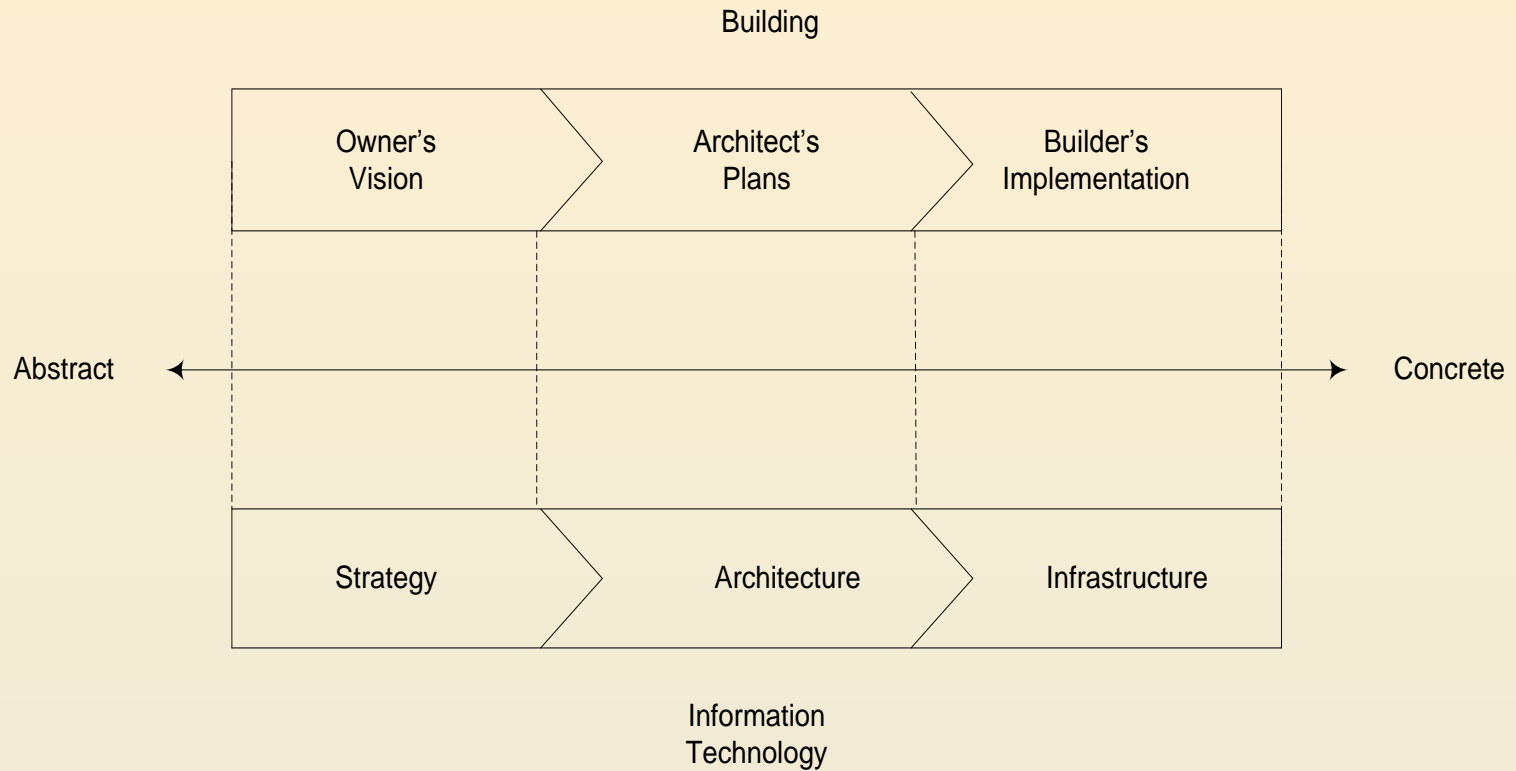 Building
Owner’s
Vision
Architect’s
Plans
Builder’s
Implementation
Abstract
Concrete
Strategy
Architecture
Infrastructure
Information
Technology